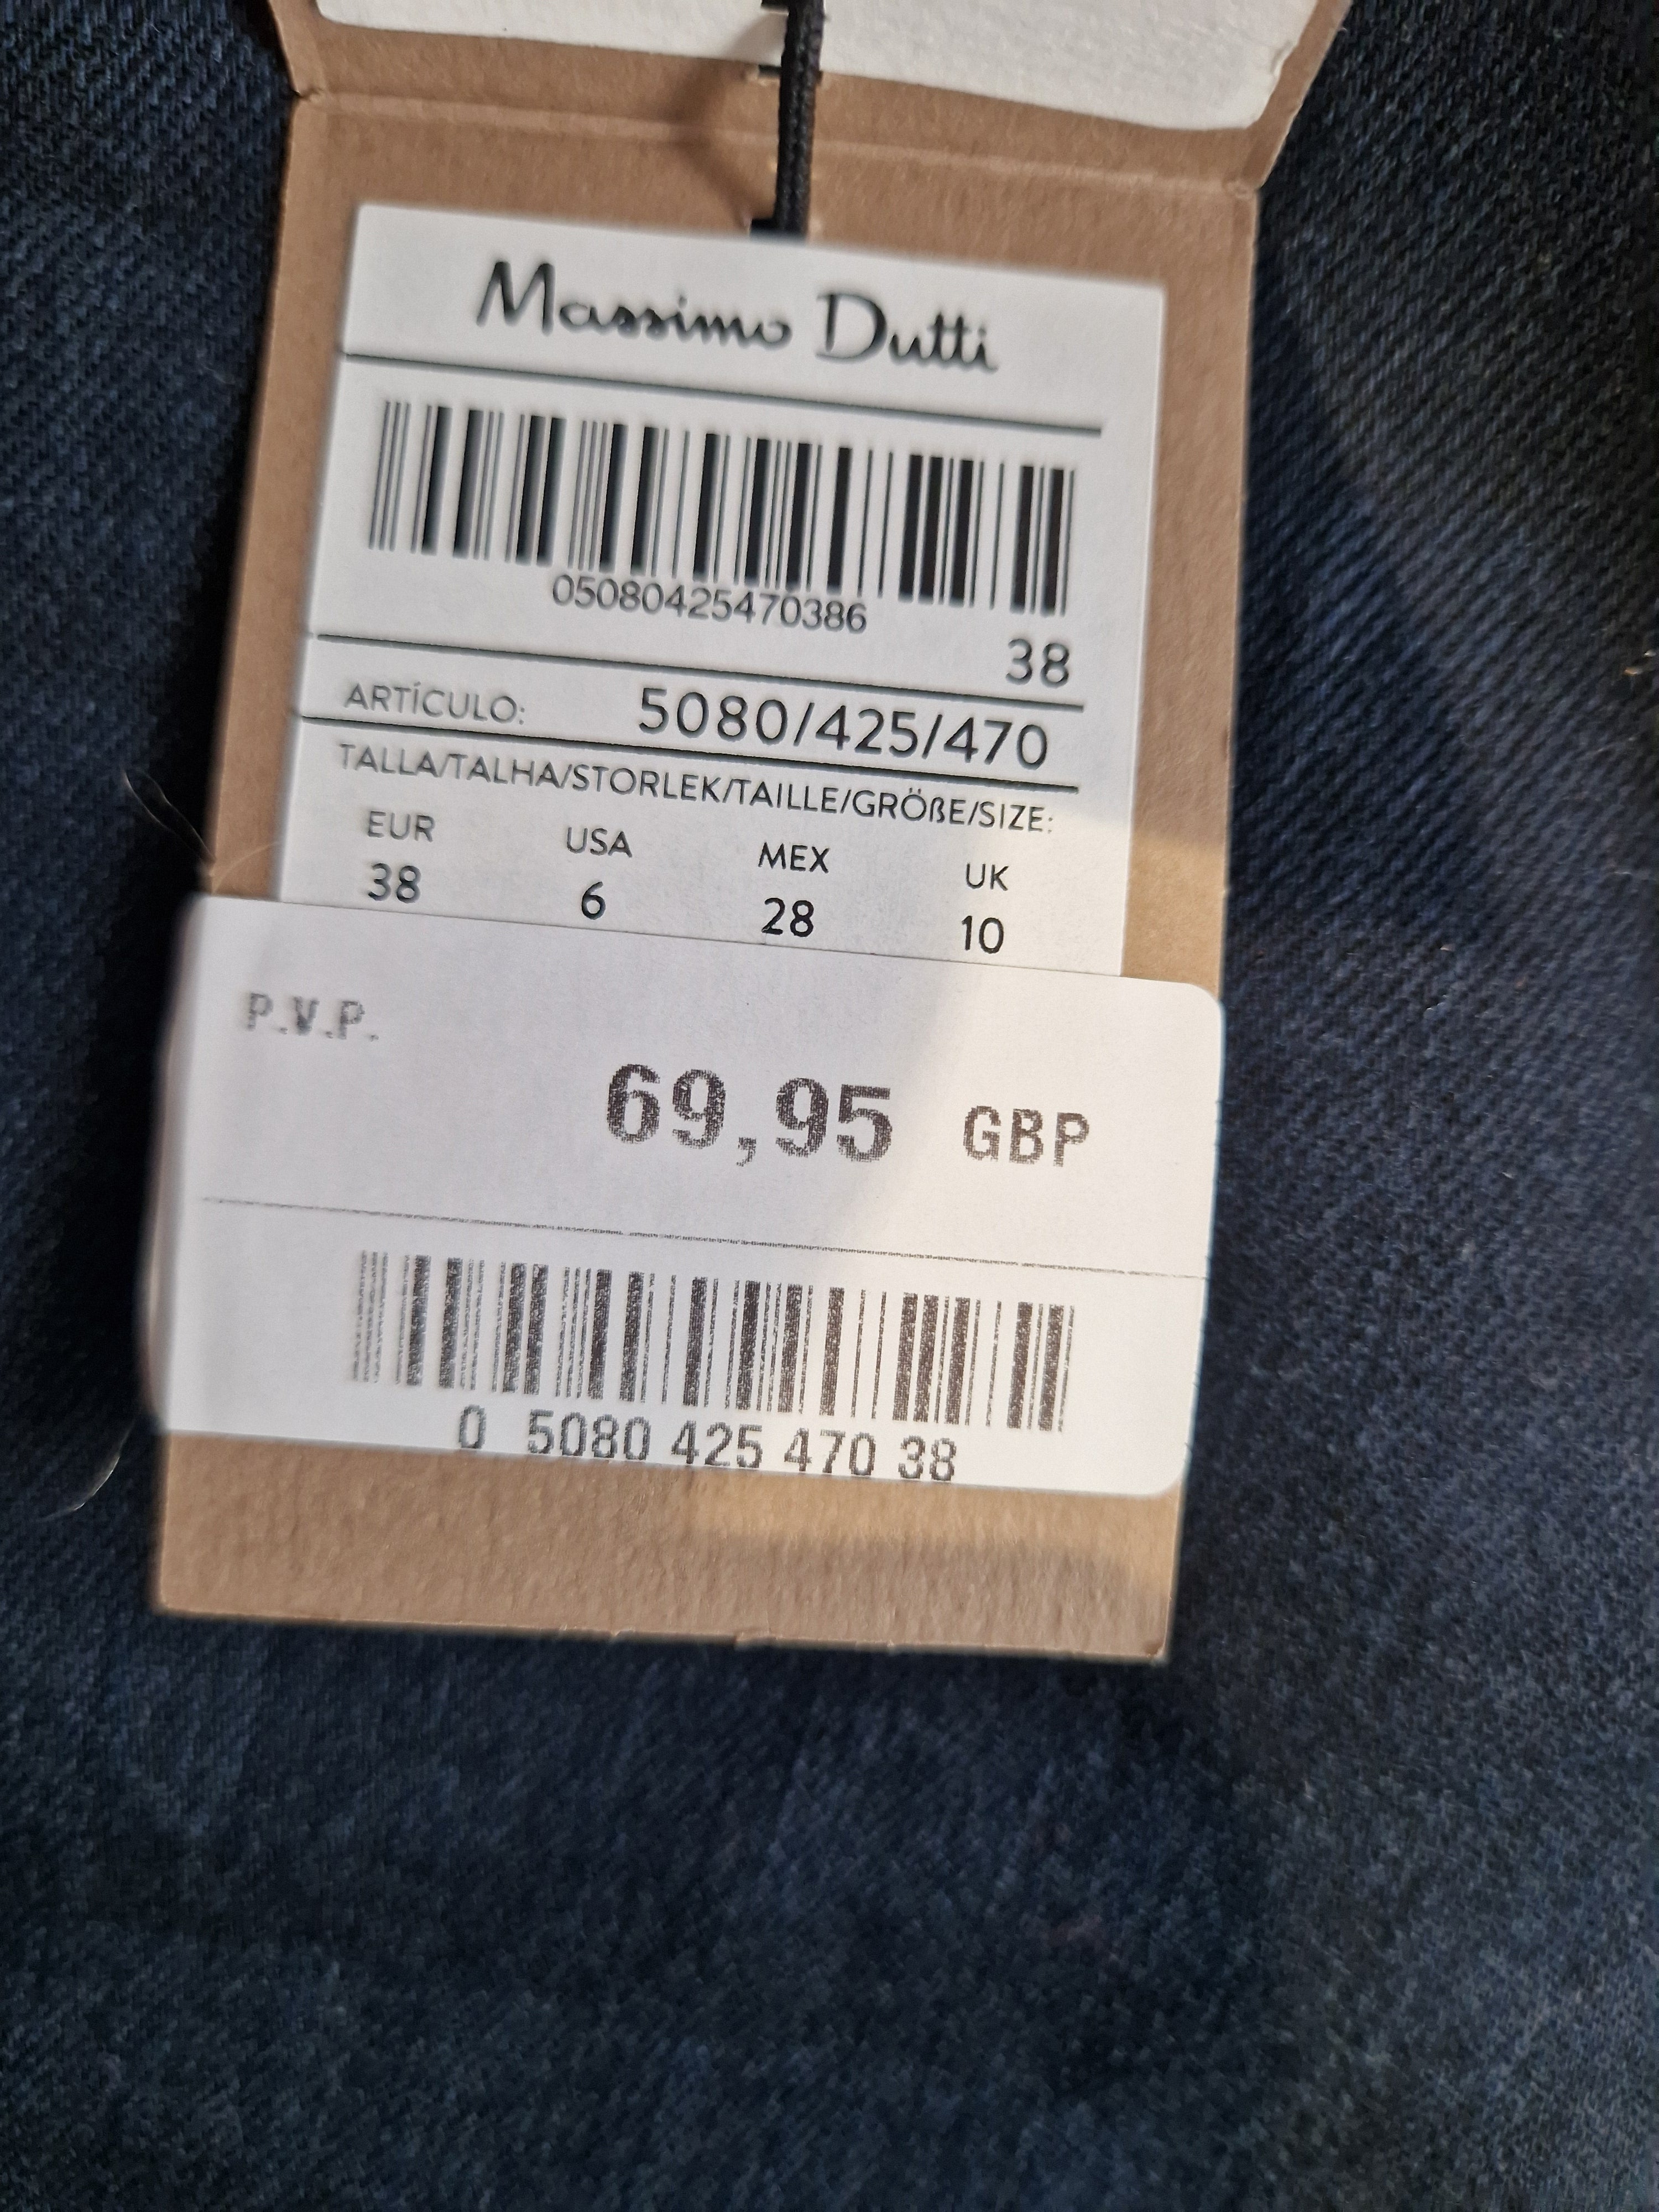 Massimo Dutti
05080425470386
38
ARTÍCULO: 5080/425/470
TALLA/TALHA/STORLEK/TAILLE/GRÖßE/SIZE:
EUR USA MEX UK
38 6 28 10
P.V.P.
69,95 GBP
0 5080 425 470 38